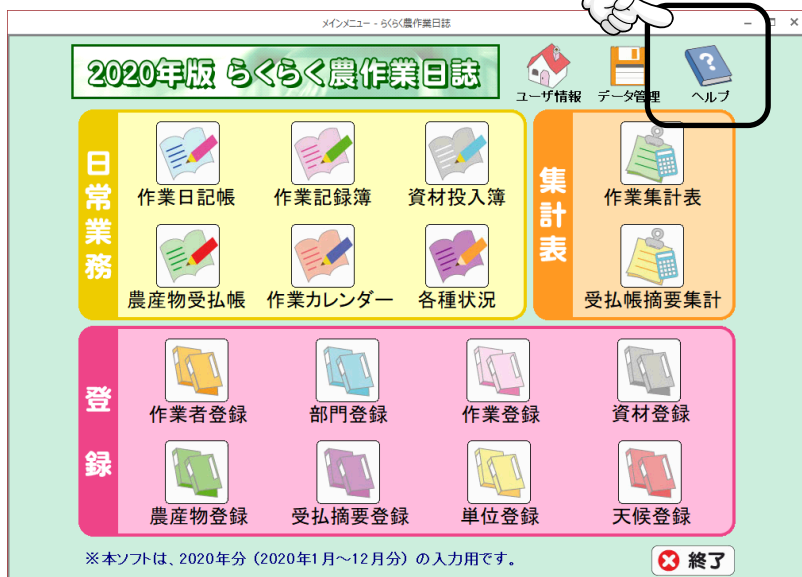 メインメニュー - らくらく農作業日誌
2020年版 らくらく農作業日誌
ユーザ情報 データ管理 ヘルプ
日常業務
作業日記帳 作業記録簿 資材投入簿
農産物受払帳 作業カレンダー 各種状況
集計表
作業集計表
受払帳摘要集計
登録
作業者登録 部門登録 作業登録 資材登録
農産物登録 受払摘要登録 単位登録 天候登録
※本ソフトは、2020年分（2020年1月～12月分）の入力用です。
終了